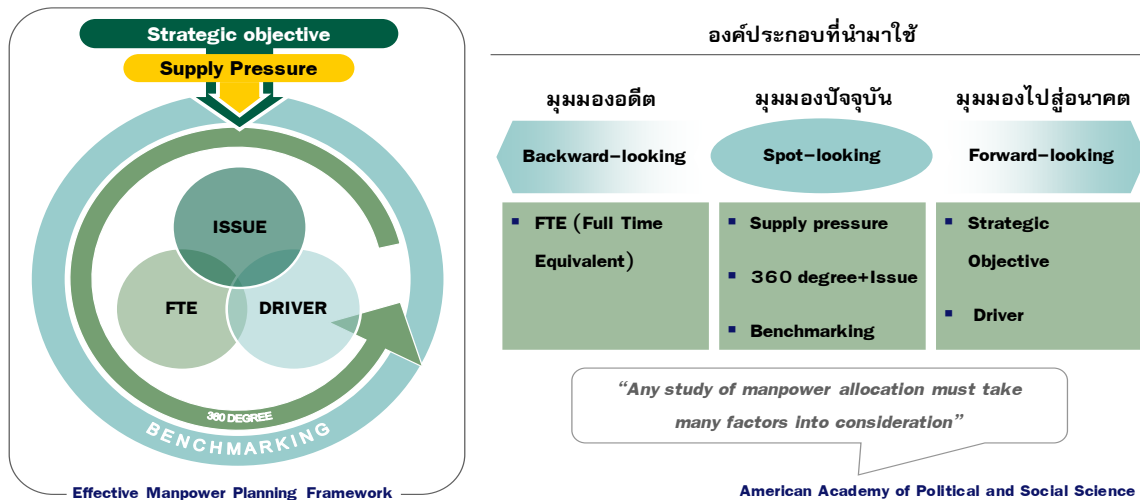 Strategic objective
Supply Pressure
ISSUE
FTE
DRIVER
360 DEGREE
BENCHMARKING
Effective Manpower Planning Framework
องค์ประกอบที่นำมาใช้
มุมมองอดีต
มุมมองปัจจุบัน
มุมมองไปสู่อนาคต
Backward-looking
Spot-looking
Forward-looking
▪ FTE (Full Time
Equivalent)
▪ Supply pressure
▪ 360 degree+Issue
▪ Benchmarking
▪ Strategic
Objective
▪ Driver
“Any study of manpower allocation must take
many factors into consideration”
American Academy of Political and Social Science